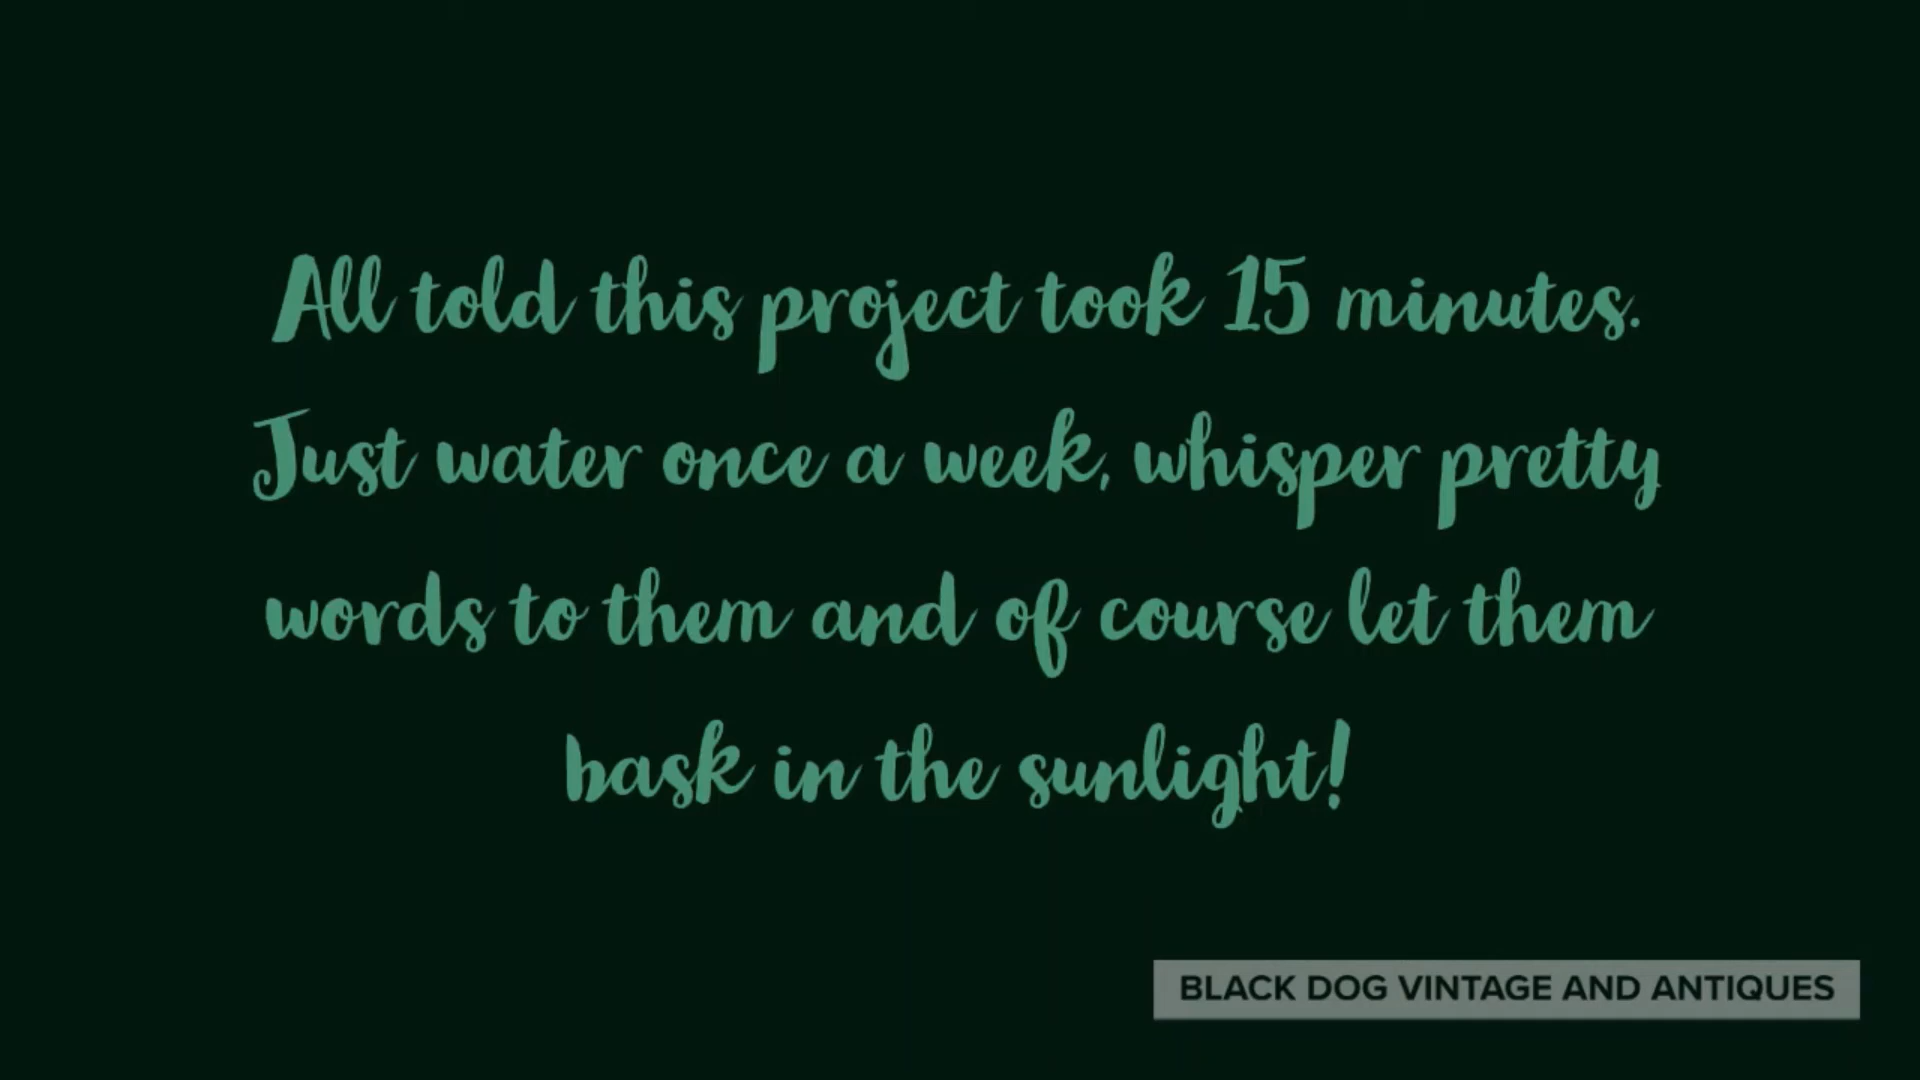 All told this project took 15 minutes.
Just water once a week, whisper pretty
words to them and of course let them
bask in the sunlight!
BLACK DOG VINTAGE AND ANTIQUES